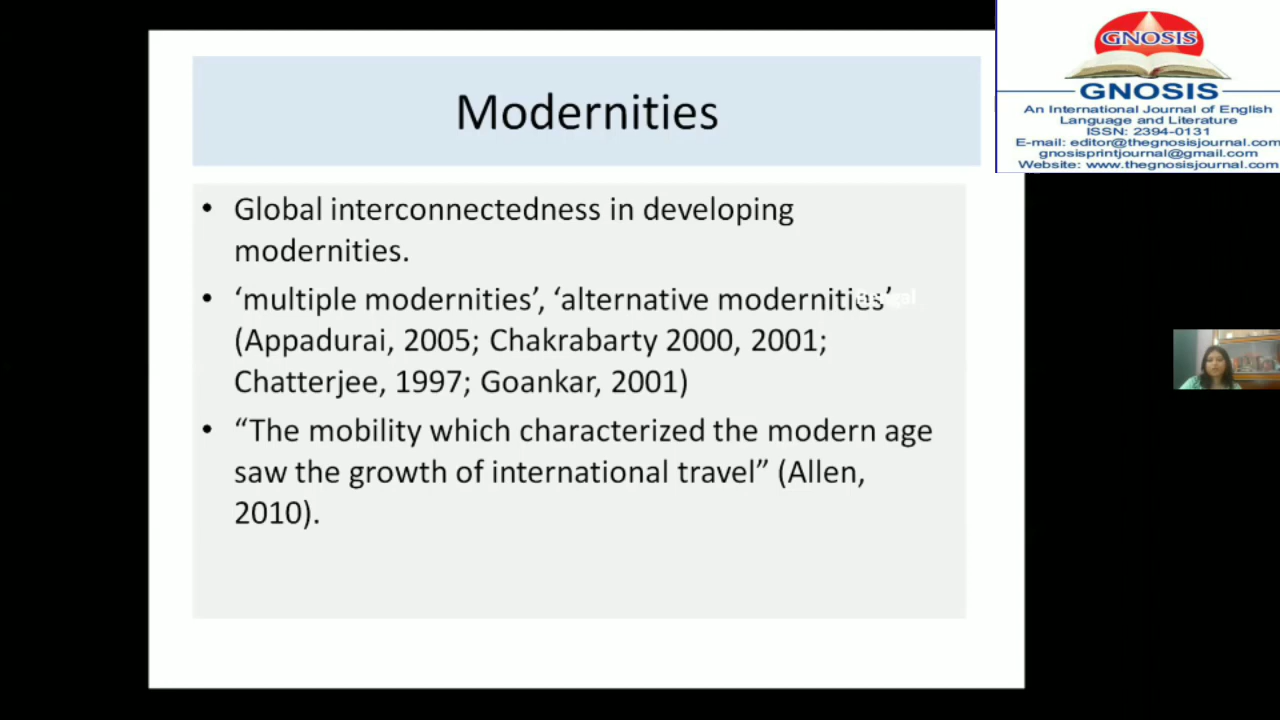 Modernities
• Global interconnectedness in developing
modernities.
• ‘multiple modernities’, ‘alternative modernities’
(Appadurai, 2005; Chakrabarty 2000, 2001;
Chatterjee, 1997; Goankar, 2001)
• “The mobility which characterized the modern age
saw the growth of international travel” (Allen,
2010).
GNOSIS
GNOSIS
An International Journal of English
Language and Literature
ISSN: 2394-0131
E-mail: editor@thegnosisjournal.com
gnosisprintjournal@gmail.com
Website: www.thegnosisjournal.com